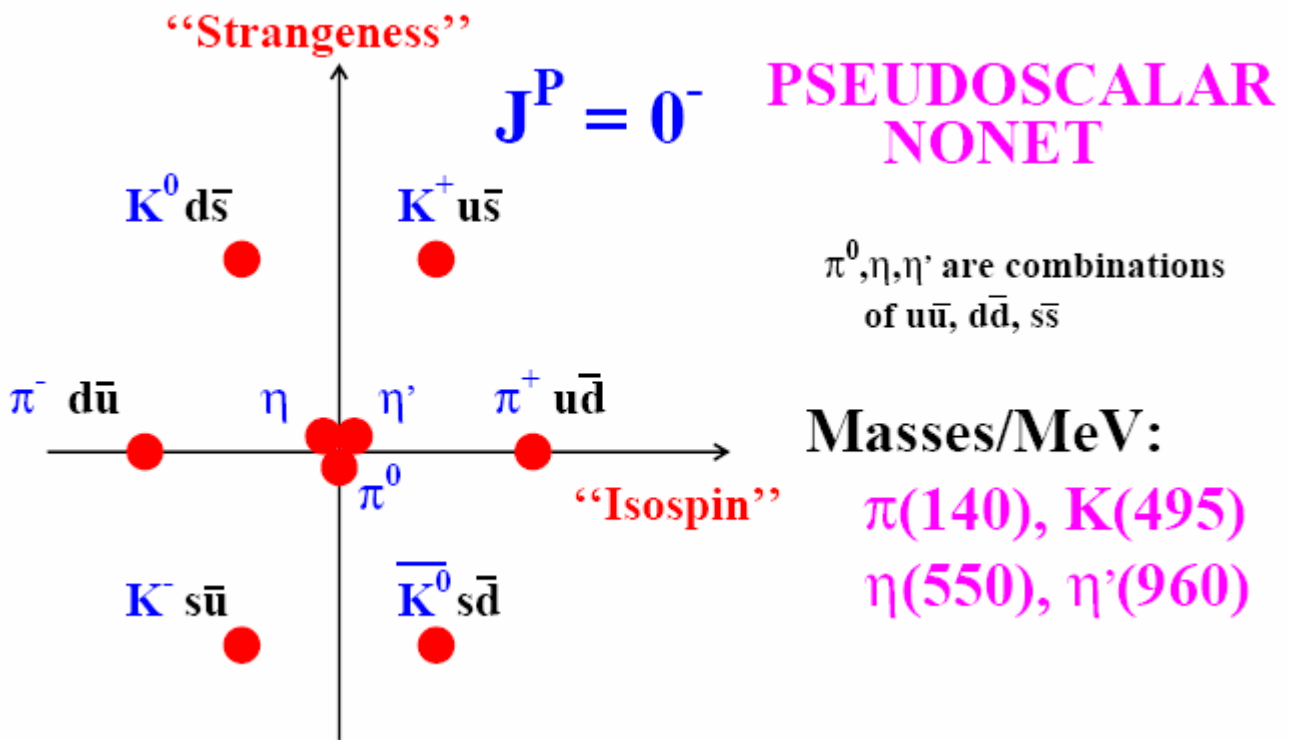 “Strangeness”
J^P = 0^-
PSEUDOSCALAR
NONET
K^0 ds̄
K^+ us̄
π^0,η,η’ are combinations
of uū, dd̄, ss̄
π^- dū
η
η’
π^+ ud̄
Masses/MeV:
π^0
“Isospin”
π(140), K(495)
η(550), η’(960)
K^- sū
K̅^0̅ sd̄